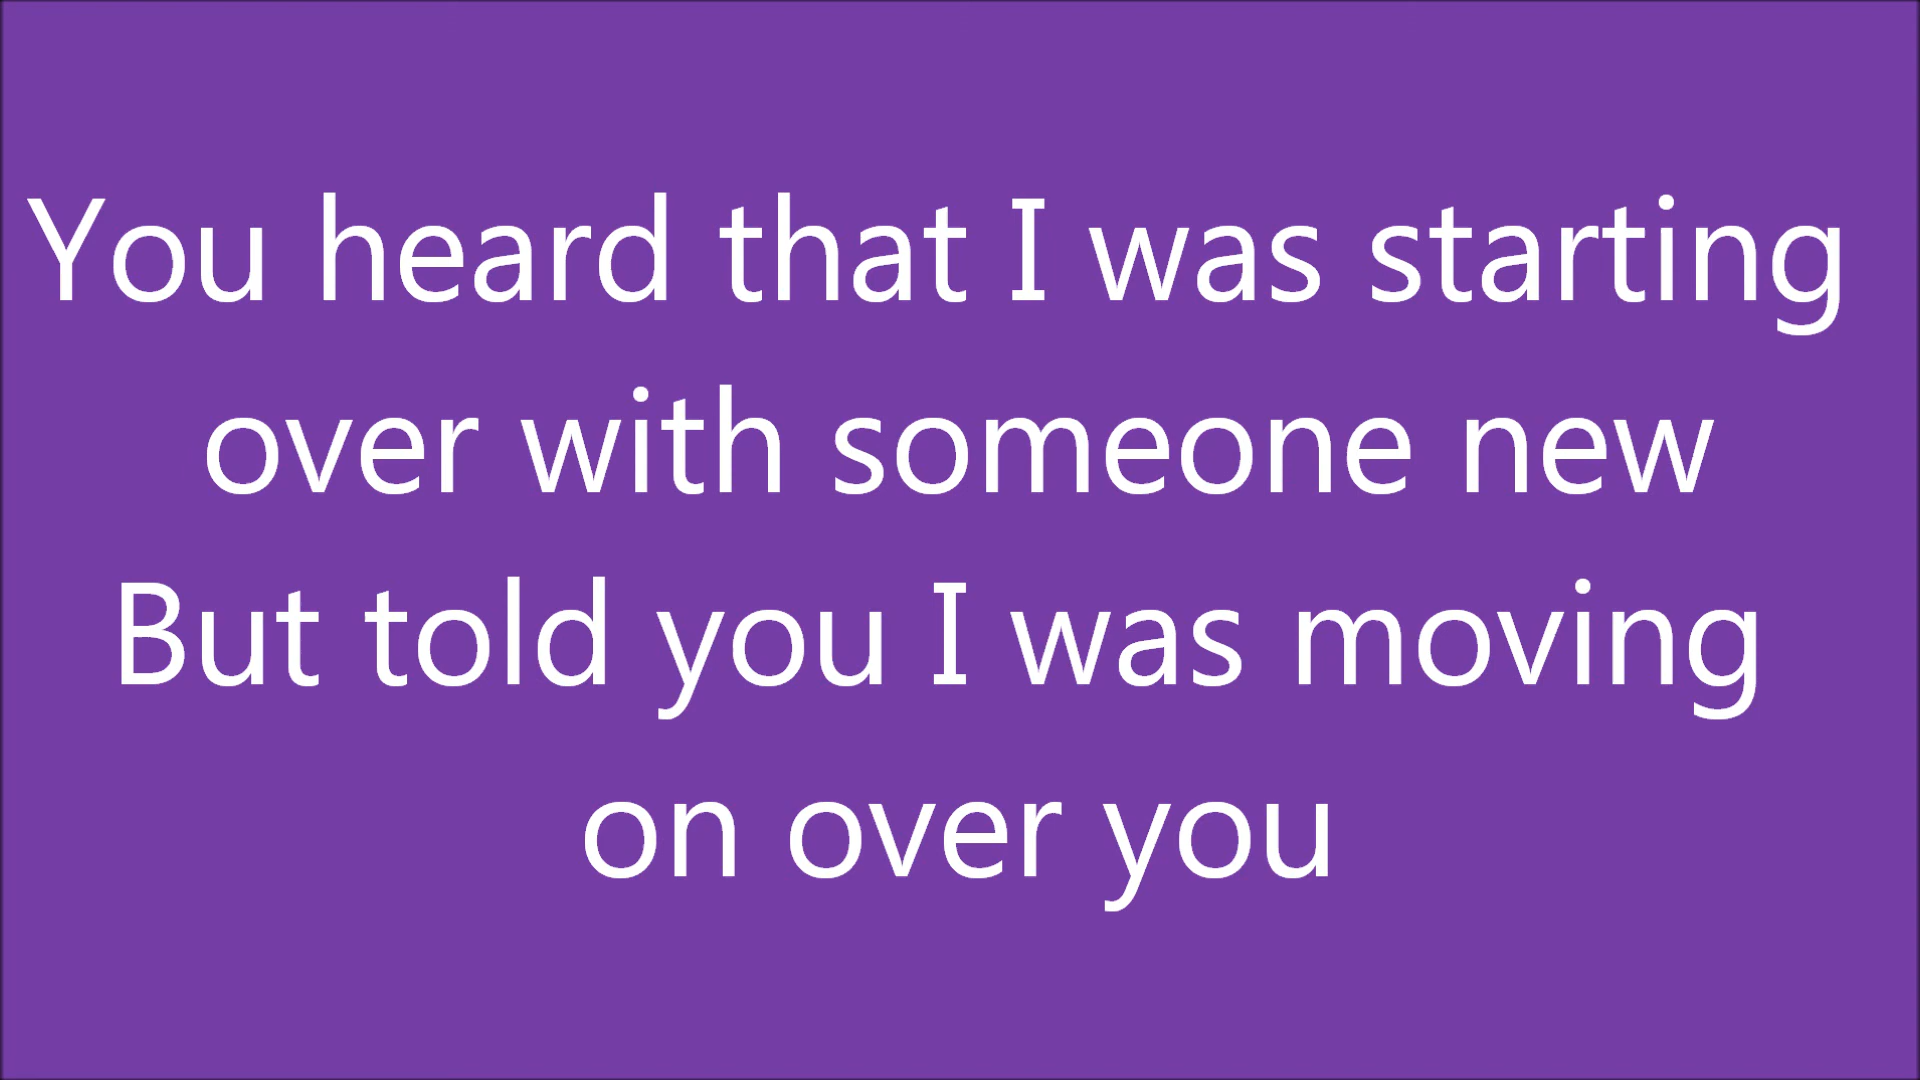 You heard that I was starting
over with someone new
But told you I was moving
on over you